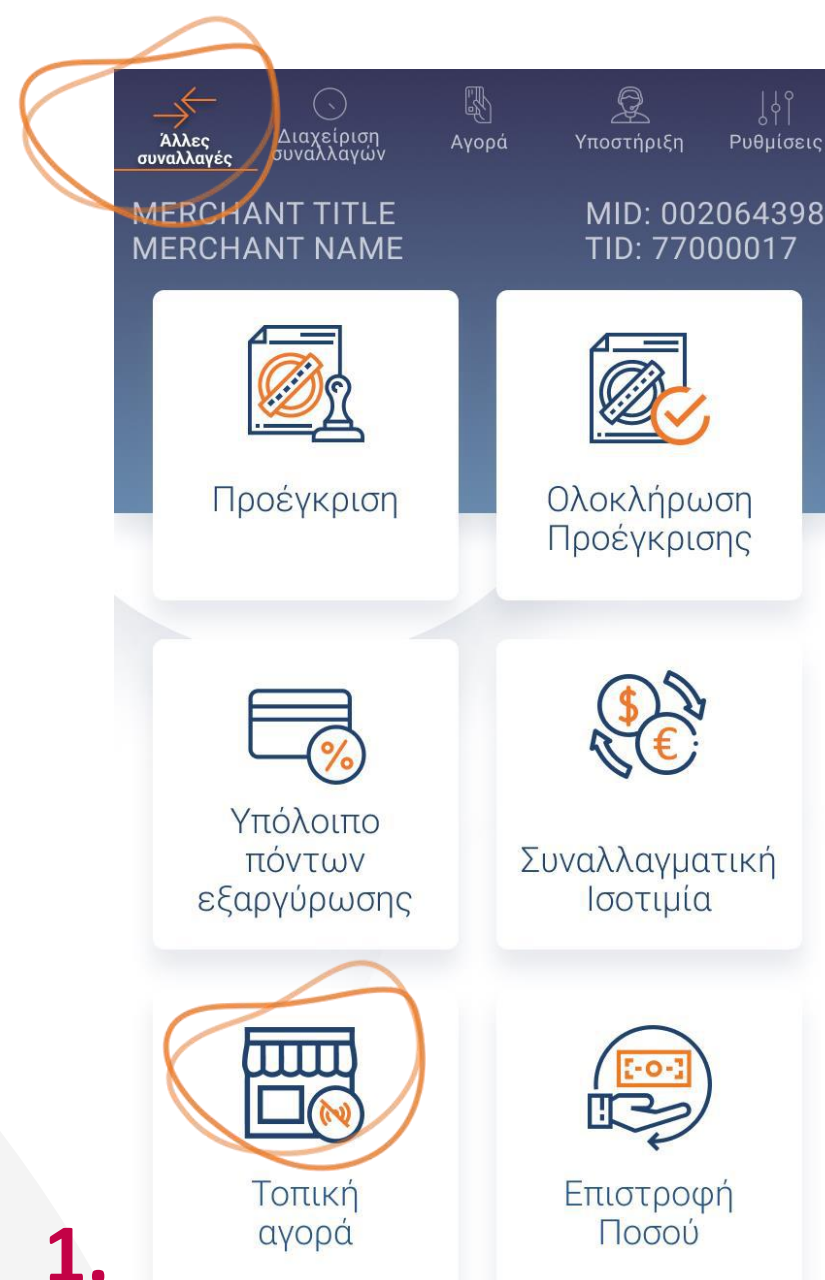 Άλλες
συναλλαγές
Διαχείριση
συναλλαγών
Αγορά
Υποστήριξη
Ρυθμίσεις
MERCHANT TITLE
MERCHANT NAME
MID: 002064398
TID: 77000017
Προέγκριση
Ολοκλήρωση
Προέγκρισης
Υπόλοιπο
πόντων
εξαργύρωσης
Συναλλαγματική
Ισοτιμία
Τοπική
αγορά
Επιστροφή
Ποσού
1.